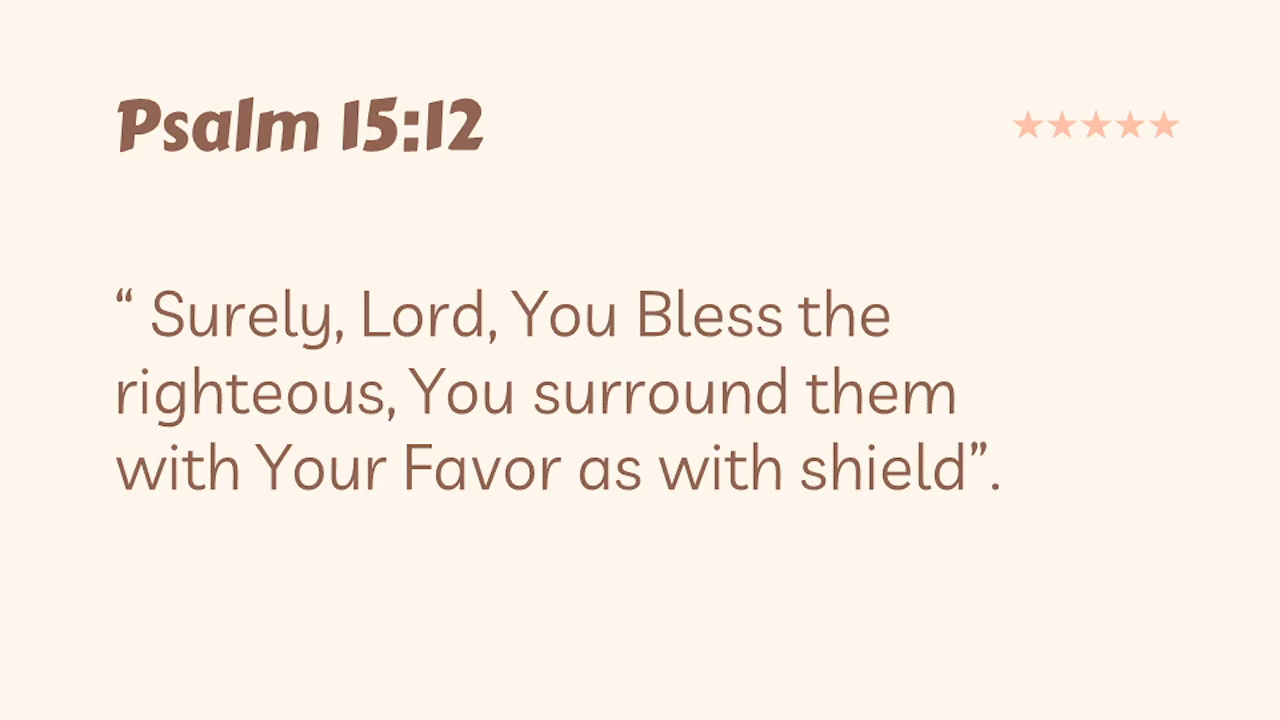 Psalm 15:12
“ Surely, Lord, You Bless the
righteous, You surround them
with Your Favor as with shield”.